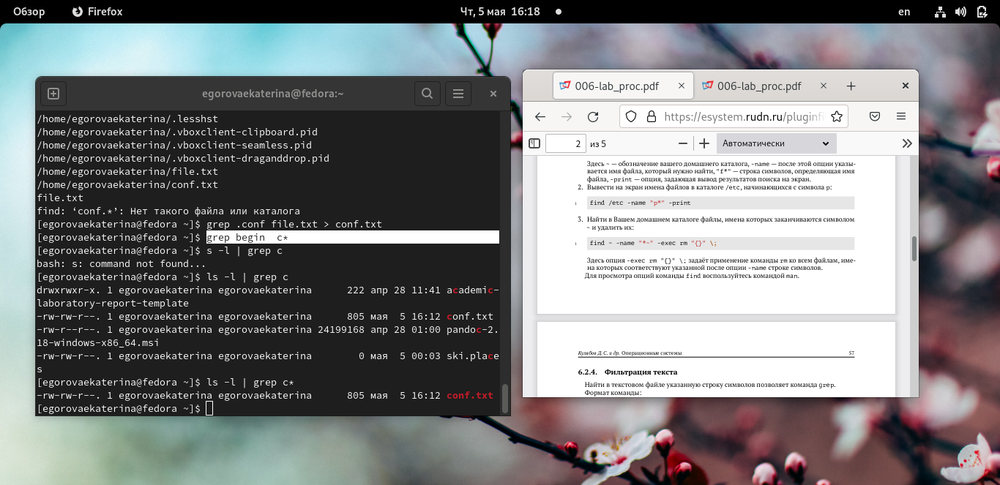 Обзор
Firefox
Чт, 5 мая 16:18
en
egorovaekaterina@fedora:~
/home/egorovaekaterina/.lesshst
/home/egorovaekaterina/.vboxclient-clipboard.pid
/home/egorovaekaterina/.vboxclient-seamless.pid
/home/egorovaekaterina/.vboxclient-draganddrop.pid
/home/egorovaekaterina/file.txt
/home/egorovaekaterina/conf.txt
file.txt
find: ‘conf.*’: Нет такого файла или каталога
[egorovaekaterina@fedora ~]$ grep .conf file.txt > conf.txt
[egorovaekaterina@fedora ~]$ grep begin  c*
[egorovaekaterina@fedora ~]$ s -l | grep c
bash: s: command not found...
[egorovaekaterina@fedora ~]$ ls -l | grep c
drwxrwxr-x. 1 egorovaekaterina egorovaekaterina      222 апр 28 11:41 academic-
laboratory-report-template
-rw-rw-r--. 1 egorovaekaterina egorovaekaterina      805 мая  5 16:12 conf.txt
-rw-r--r--. 1 egorovaekaterina egorovaekaterina 24199168 апр 28 01:00 pandoc-2.
18-windows-x86_64.msi
-rw-rw-r--. 1 egorovaekaterina egorovaekaterina        0 мая  5 00:03 ski.place
s
[egorovaekaterina@fedora ~]$ ls -l | grep c*
-rw-rw-r--. 1 egorovaekaterina egorovaekaterina      805 мая  5 16:12 conf.txt
[egorovaekaterina@fedora ~]$
006-lab_proc.pdf
006-lab_proc.pdf
https://esystem.rudn.ru/pluginfi
2
из 5
Автоматически
Здесь ~ — обозначение вашего домашнего каталога, -name — после этой опции указы-
вается имя файла, который нужно найти, "f*" — строка символов, определяющая имя
файла, -print — опция, задающая вывод результатов поиска на экран.
2. Вывести на экран имена файлов в каталоге /etc, начинающихся с символа p:
1 find /etc -name "p*" -print
3. Найти в Вашем домашнем каталоге файлы, имена которых заканчиваются символом
~ и удалить их:
1 find ~ -name "*~" -exec rm "{}" \;
Здесь опция -exec rm "{}" \; задаёт применение команды rm ко всем файлам, име-
на которых соответствуют указанной после опции -name строке символов.
Для просмотра опций команды find воспользуйтесь командой man.
Кулябов Д. С. и др. Операционные системы
57
6.2.4. Фильтрация текста
Найти в текстовом файле указанную строку символов позволяет команда grep.
Формат команды: